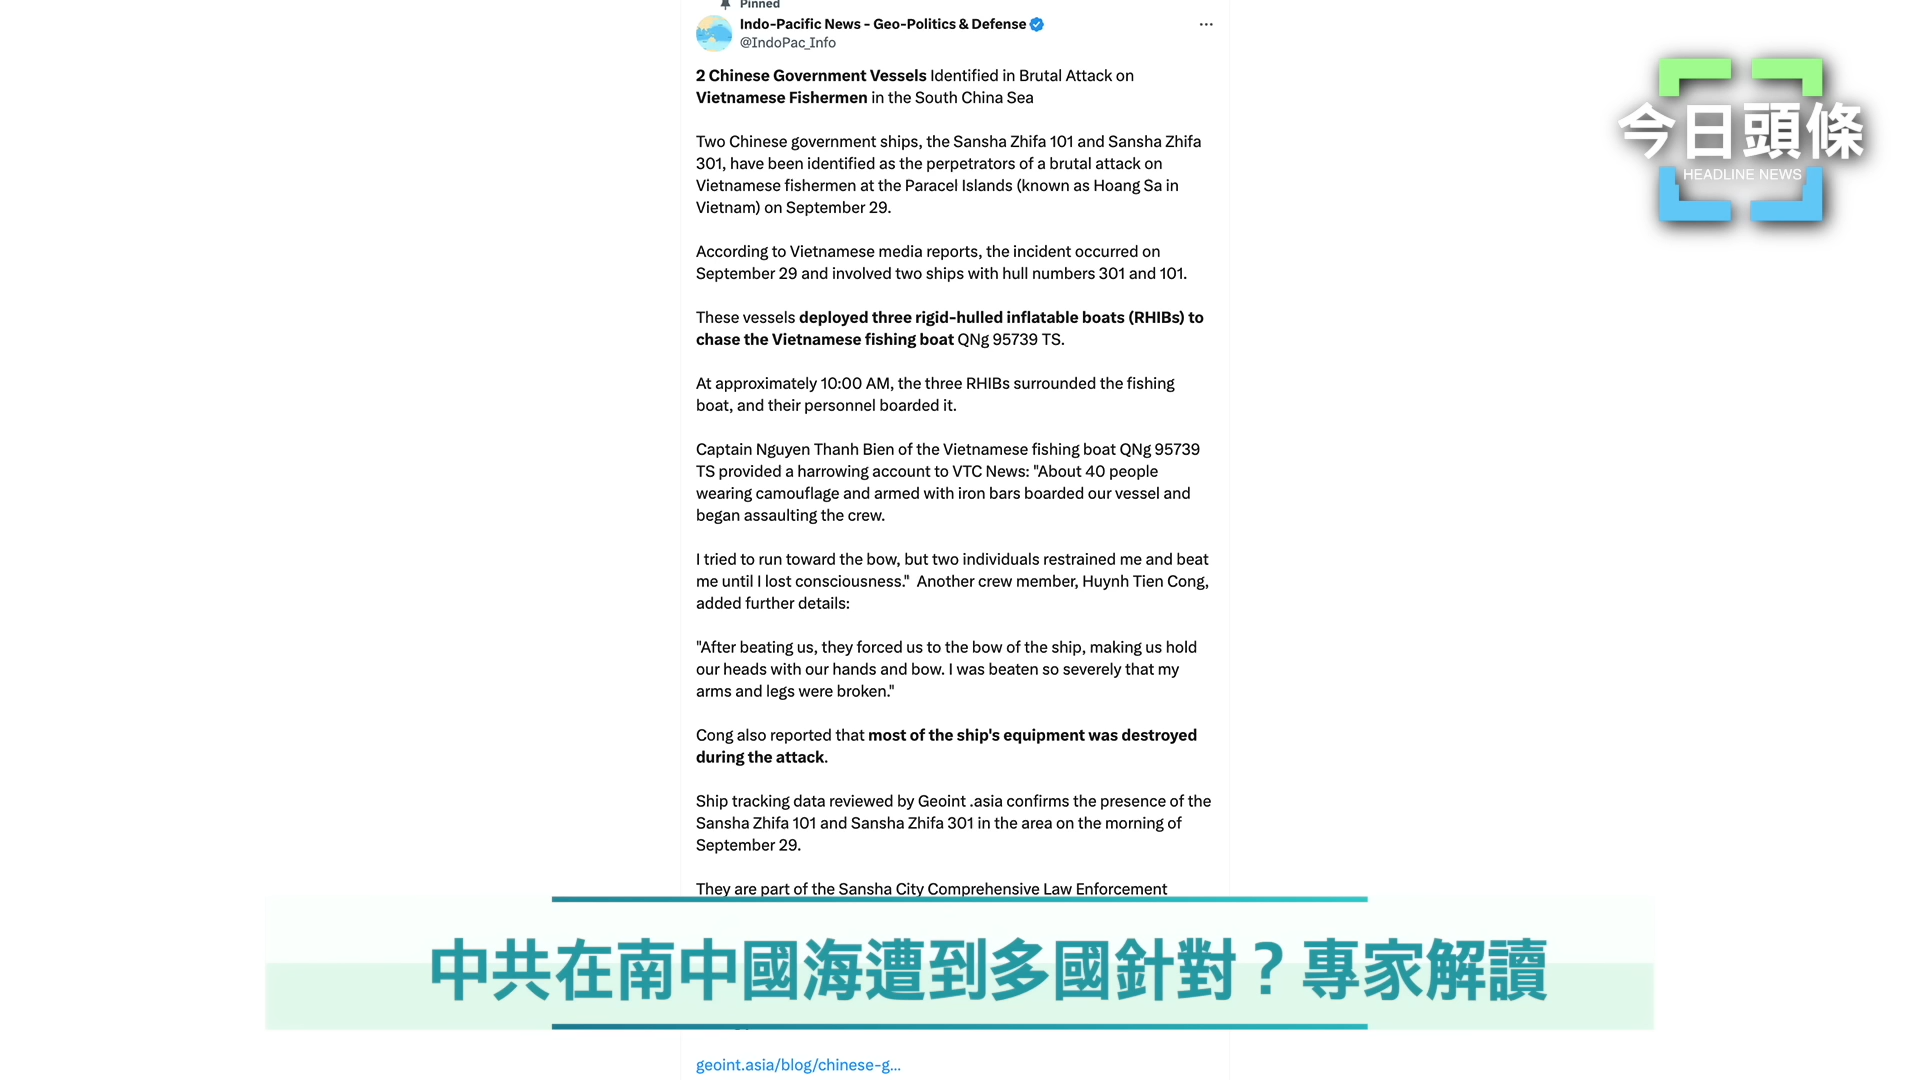 Pinned
Indo-Pacific News - Geo-Politics & Defense
@IndoPac_Info
2 Chinese Government Vessels Identified in Brutal Attack on
Vietnamese Fishermen in the South China Sea
Two Chinese government ships, the Sansha Zhifa 101 and Sansha Zhifa
301, have been identified as the perpetrators of a brutal attack on
Vietnamese fishermen at the Paracel Islands (known as Hoang Sa in
Vietnam) on September 29.
According to Vietnamese media reports, the incident occurred on
September 29 and involved two ships with hull numbers 301 and 101.
These vessels deployed three rigid-hulled inflatable boats (RHIBs) to
chase the Vietnamese fishing boat QNg 95739 TS.
At approximately 10:00 AM, the three RHIBs surrounded the fishing
boat, and their personnel boarded it.
Captain Nguyen Thanh Bien of the Vietnamese fishing boat QNg 95739
TS provided a harrowing account to VTC News: "About 40 people
wearing camouflage and armed with iron bars boarded our vessel and
began assaulting the crew.
I tried to run toward the bow, but two individuals restrained me and beat
me until I lost consciousness."  Another crew member, Huynh Tien Cong,
added further details:
"After beating us, they forced us to the bow of the ship, making us hold
our heads with our hands and bow. I was beaten so severely that my
arms and legs were broken."
Cong also reported that most of the ship's equipment was destroyed
during the attack.
Ship tracking data reviewed by Geoint .asia confirms the presence of the
Sansha Zhifa 101 and Sansha Zhifa 301 in the area on the morning of
September 29.
They are part of the Sansha City Comprehensive Law Enforcement
中共在南中國海遭到多國針對？專家解讀
geoint.asia/blog/chinese-g...
今日頭條
HEADLINE NEWS